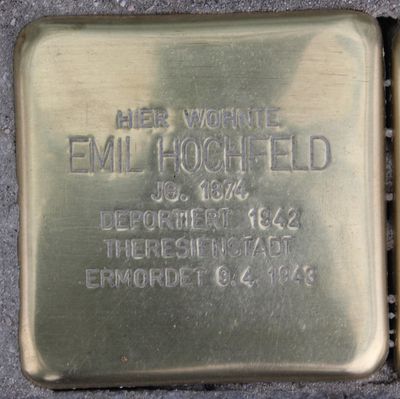 HIER WOHNTE
EMIL HOCHFELD
JG. 1874
DEPORTIERT 1942
THERESIENSTADT
ERMORDET 9.4.1943